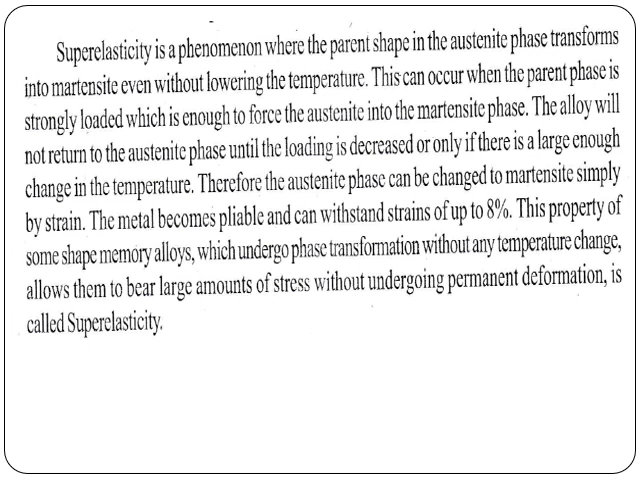 Superelasticity is a phenomenon where the parent shape in the austenite phase transforms
into martensite even without lowering the temperature. This can occur when the parent phase is
strongly loaded which is enough to force the austenite into the martensite phase. The alloy will
not return to the austenite phase until the loading is decreased or only if there is a large enough
change in the temperature. Therefore the austenite phase can be changed to martensite simply
by strain. The metal becomes pliable and can withstand strains of up to 8%. This property of
some shape memory alloys, which undergo phase transformation without any temperature change,
allows them to bear large amounts of stress without undergoing permanent deformation, is
called Superelasticity.